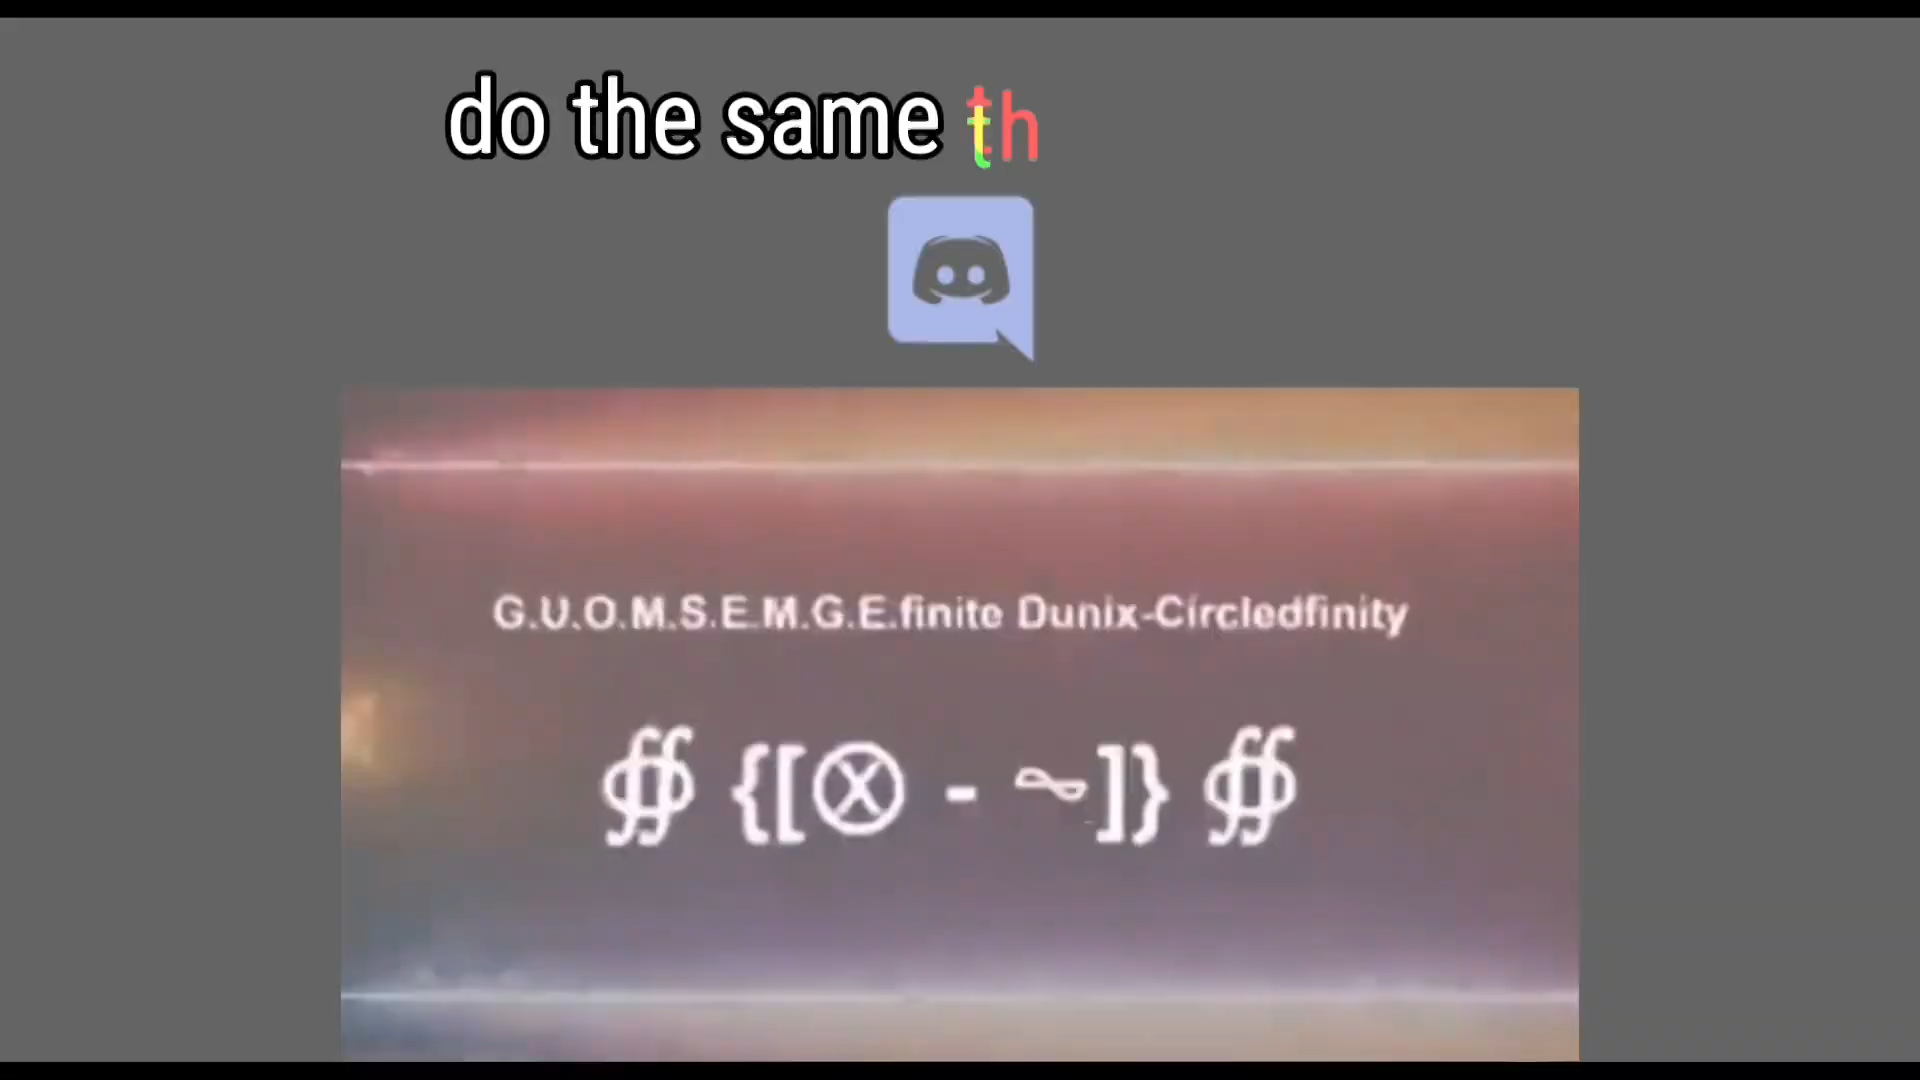 do the same th
G.U.O.M.S.E.M.G.E.finite Dunix-Circledfinity
∯ {[ⓧ - ~]} ∯